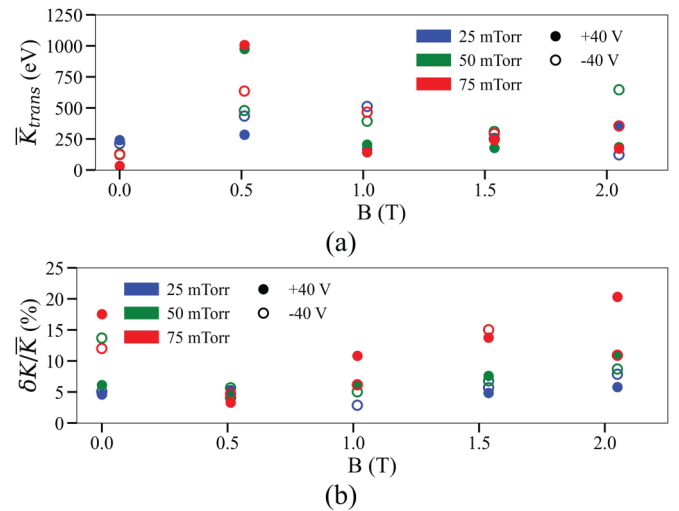 1250
1000
750
500
250
0
K̅trans (eV)
25 mTorr
50 mTorr
75 mTorr
+40 V
-40 V
0.0 0.5 1.0 1.5 2.0
B (T)
(a)
25
20
15
10
5
0
δK/K̅ (%)
25 mTorr
50 mTorr
75 mTorr
+40 V
-40 V
0.0 0.5 1.0 1.5 2.0
B (T)
(b)